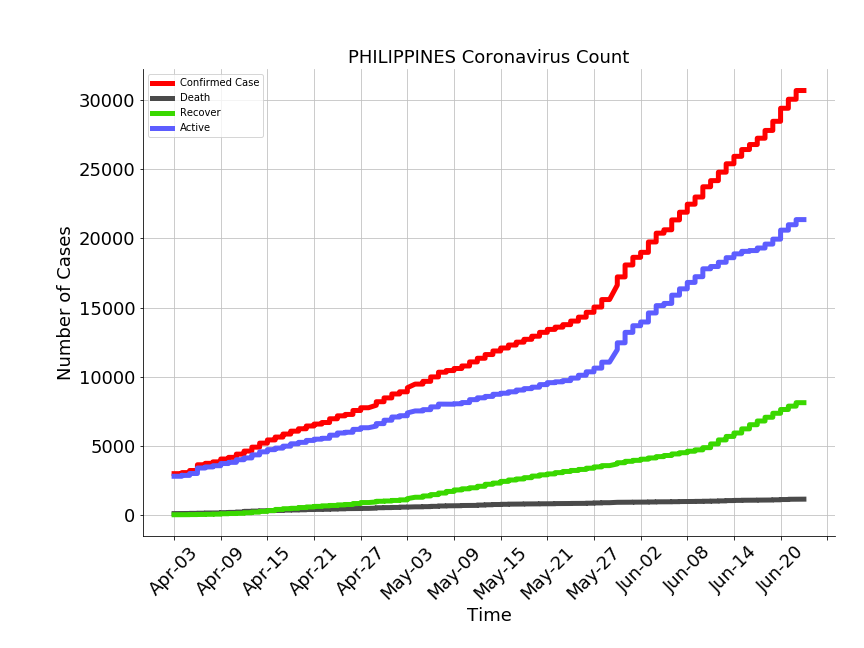 PHILIPPINES Coronavirus Count
Confirmed Case
Death
Recover
Active
30000
25000
20000
15000
10000
5000
0
Number of Cases
Apr-03
Apr-09
Apr-15
Apr-21
Apr-27
May-03
May-09
May-15
May-21
May-27
Jun-02
Jun-08
Jun-14
Jun-20
Time